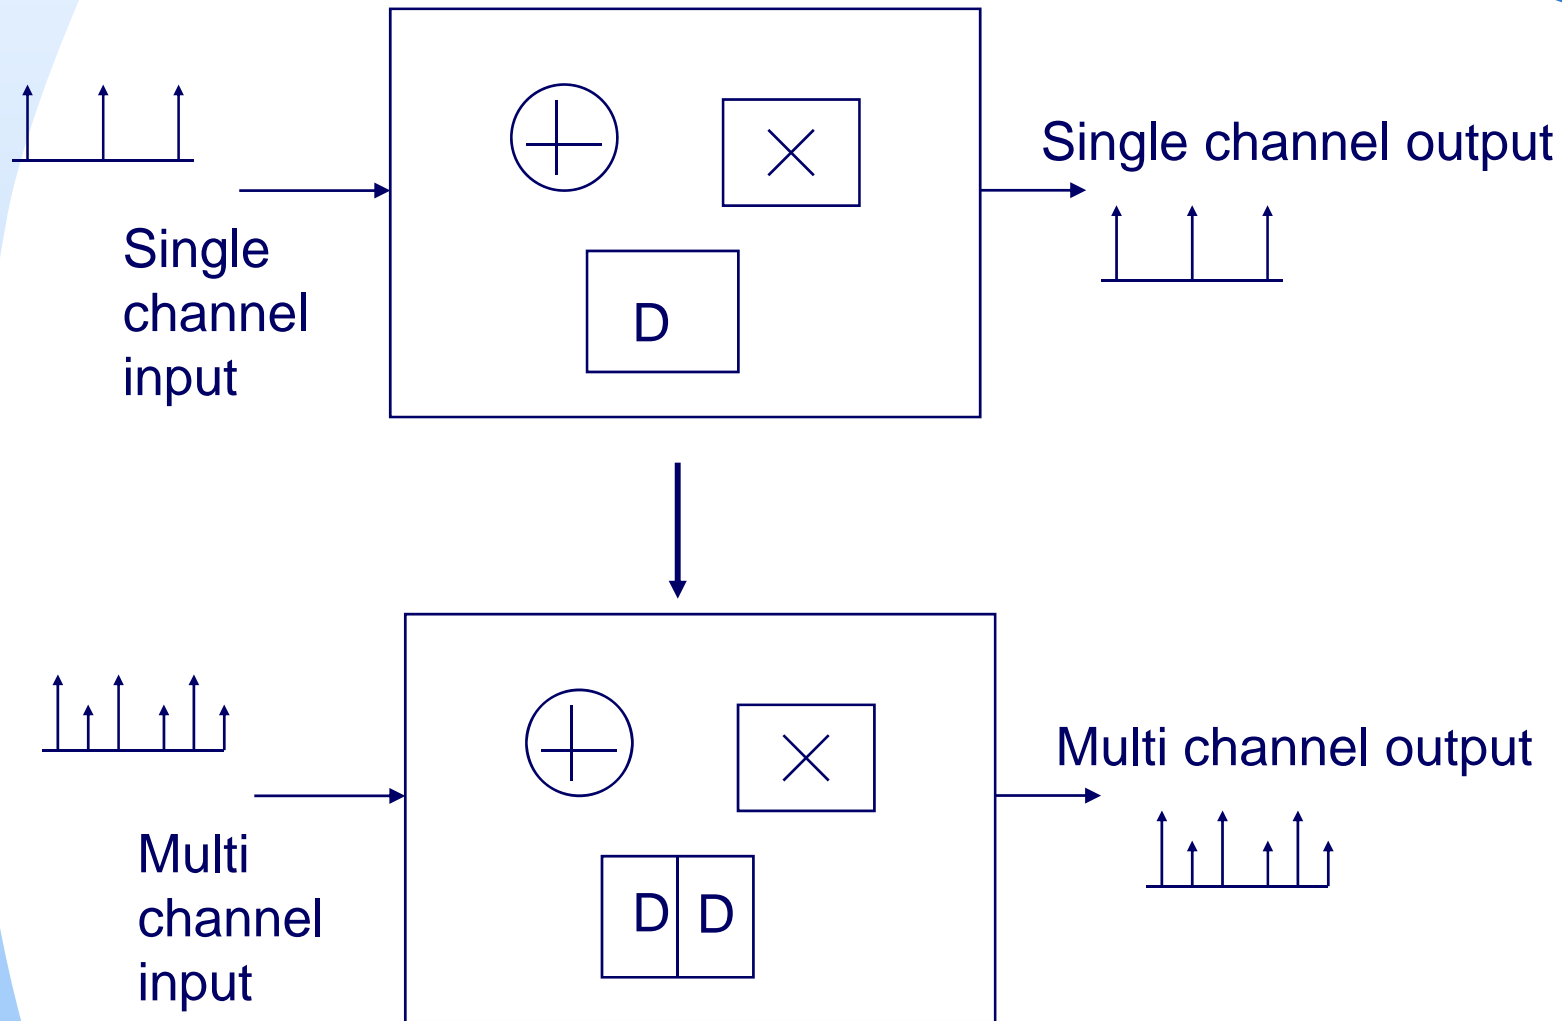 Single channel output
Single
channel
input
D
Multi channel output
Multi
channel
input
D D